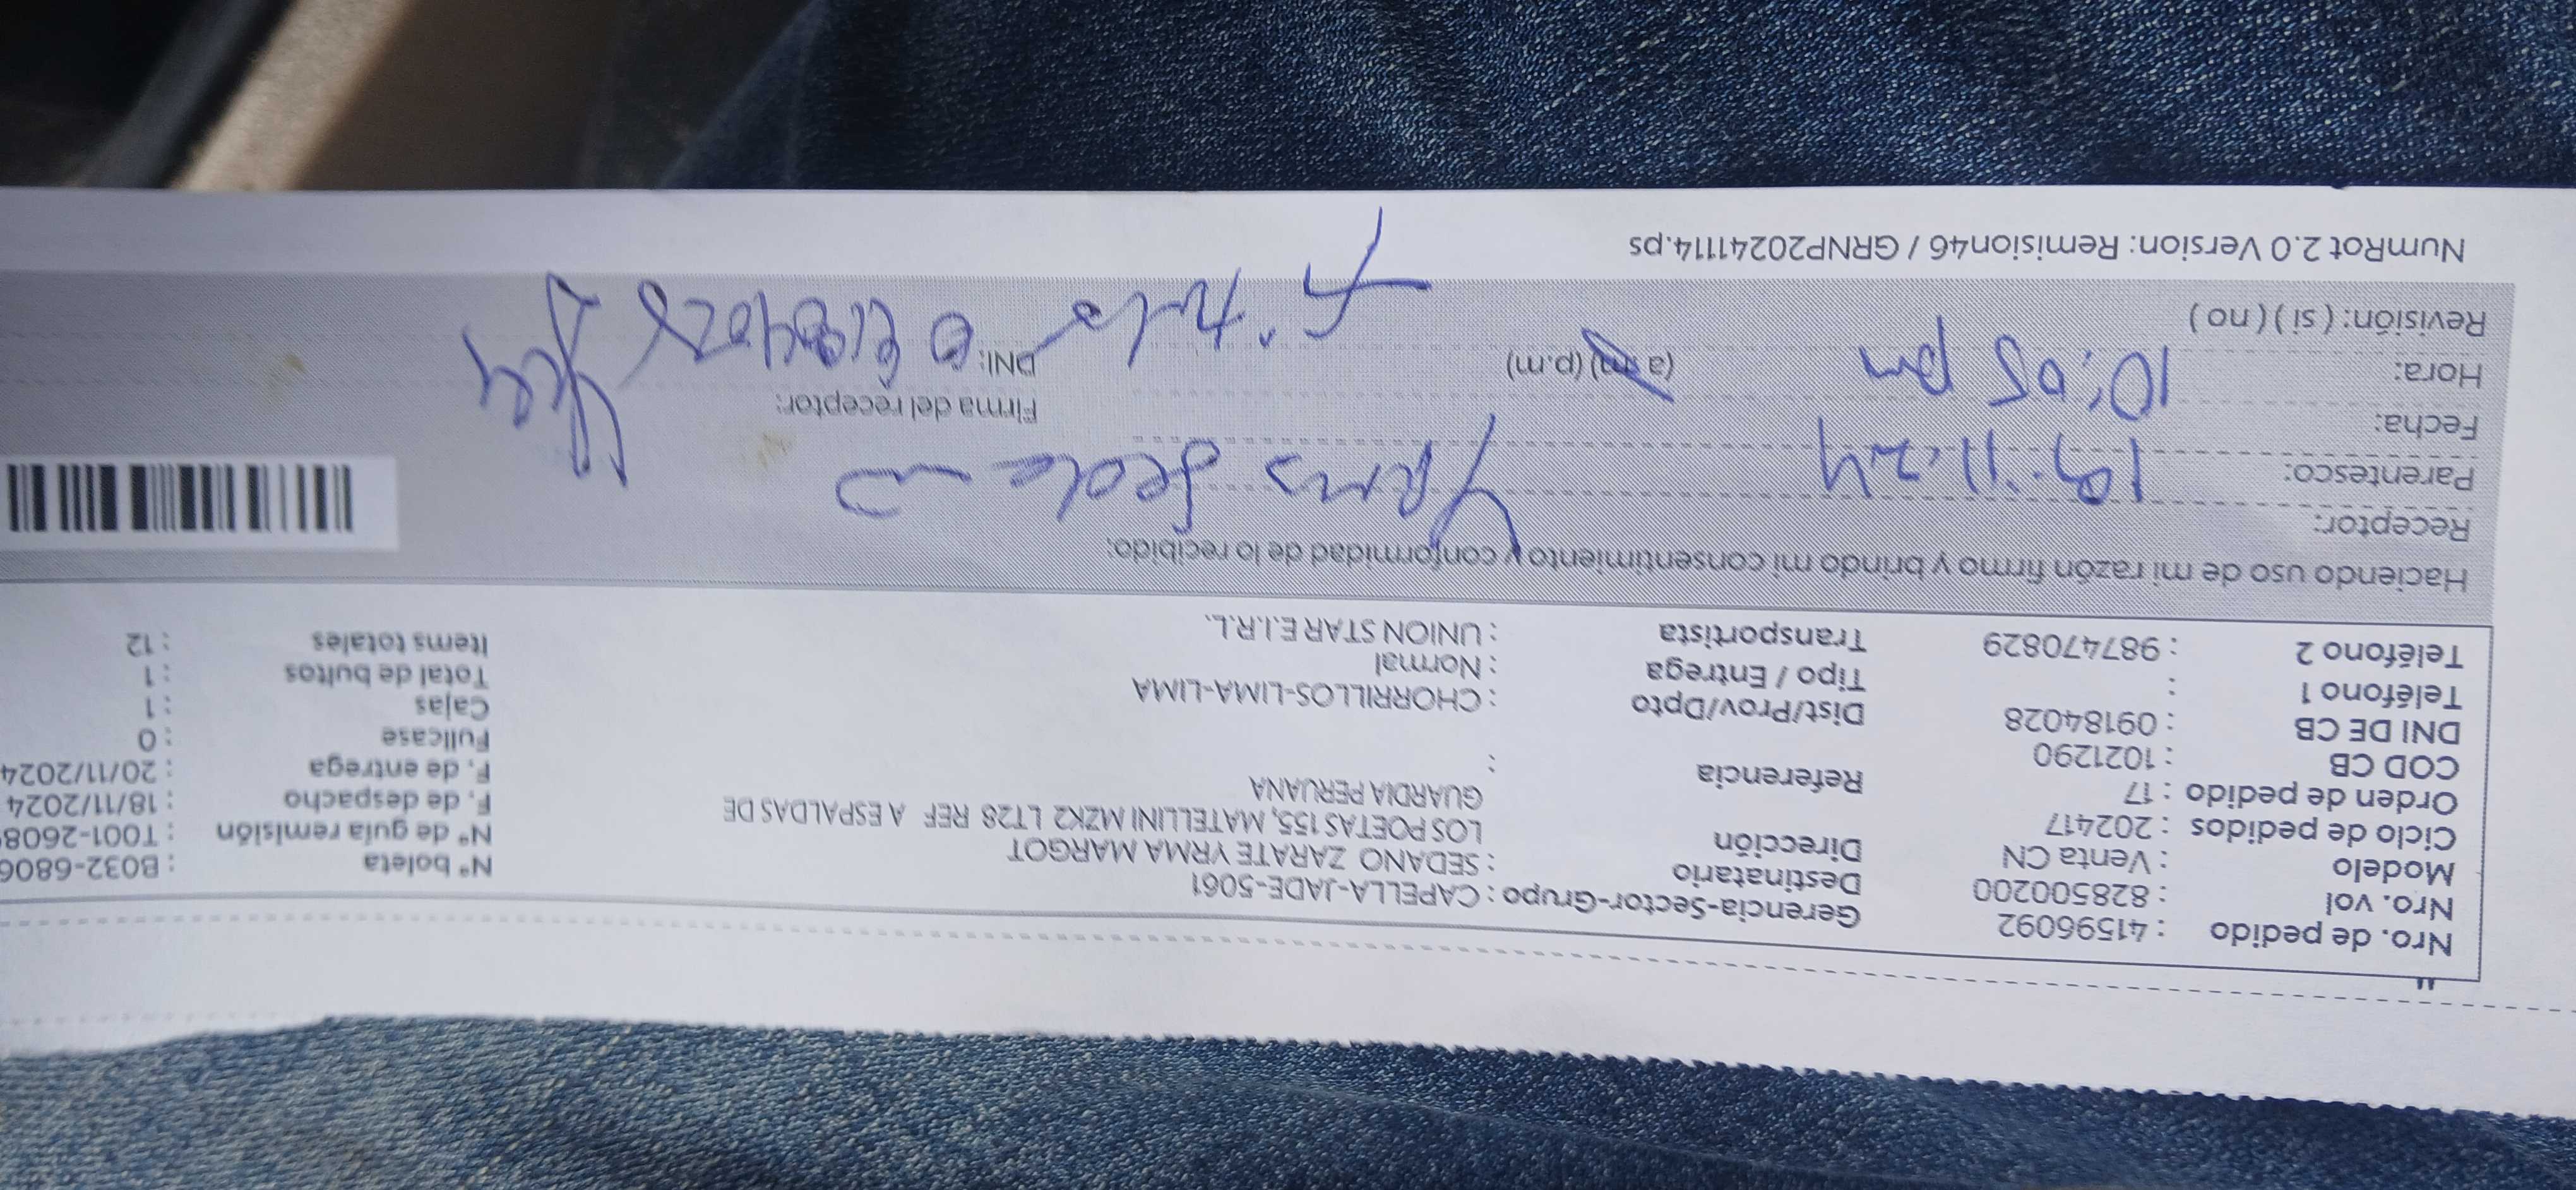 Nro. de pedido : 41596092
Nro. vol : 828500200
Modelo : Venta CN
Ciclo de pedidos : 202417
Orden de pedido : 17
COD CB : 1021290
DNI DE CB : 09184028
Teléfono 1 :
Teléfono 2 : 987470829
Gerencia-Sector-Grupo : CAPELLA-JADE-5061
Destinatario : SEDANO ZARATE YRMA MARGOT
Dirección LOS POETAS 155, MATELLINI MZK2 LT28 REF A ESPALDAS DE
GUARDIA PERUANA
Referencia :
Dist/Prov/Dpto : CHORRILLOS-LIMA-LIMA
Tipo / Entrega : Normal
Transportista : UNION STAR E.I.R.L.
N° boleta : B032-6806
N° de guía remisión : T001-2608
F. de despacho : 18/11/2024
F. de entrega : 20/11/2024
Fullcase : 0
Cajas : 1
Total de bultos : 1
Items totales : 12
Haciendo uso de mi razón firmo y brindo mi consentimiento y conformidad de lo recibido:
Receptor:
Parentesco:
Fecha: 19.11.24
Hora: 10:05 pm (a.m) (p.m)
Revisión: ( si ) ( no )
Firma del receptor:
DNI:
NumRot 2.0 Version: Remision46 / GRNP20241114.ps